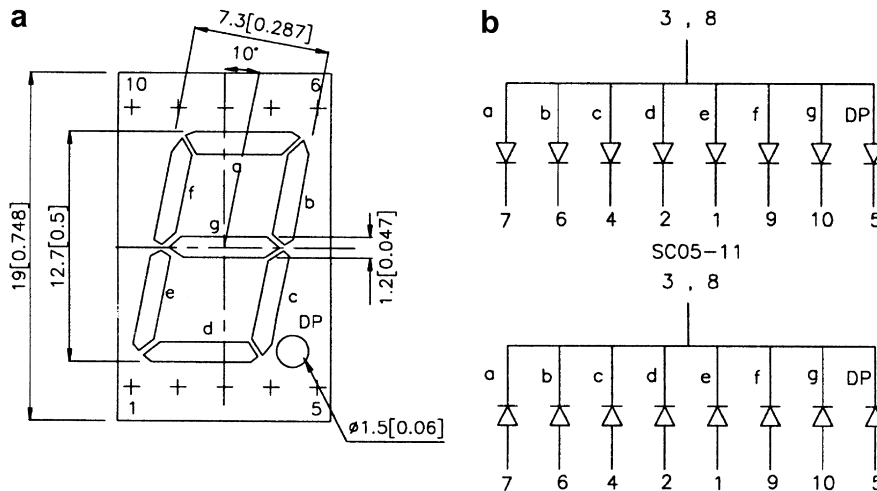 a
7.3[0.287]
10°
10
6
a
f
b
g
19[0.748]
12.7[0.5]
1.2[0.047]
e
c
d
DP
1
5
ø1.5[0.06]
b
3 , 8
a b c d e f g DP
7 6 4 2 1 9 10 5
SC05-11
3 , 8
a b c d e f g DP
7 6 4 2 1 9 10 5